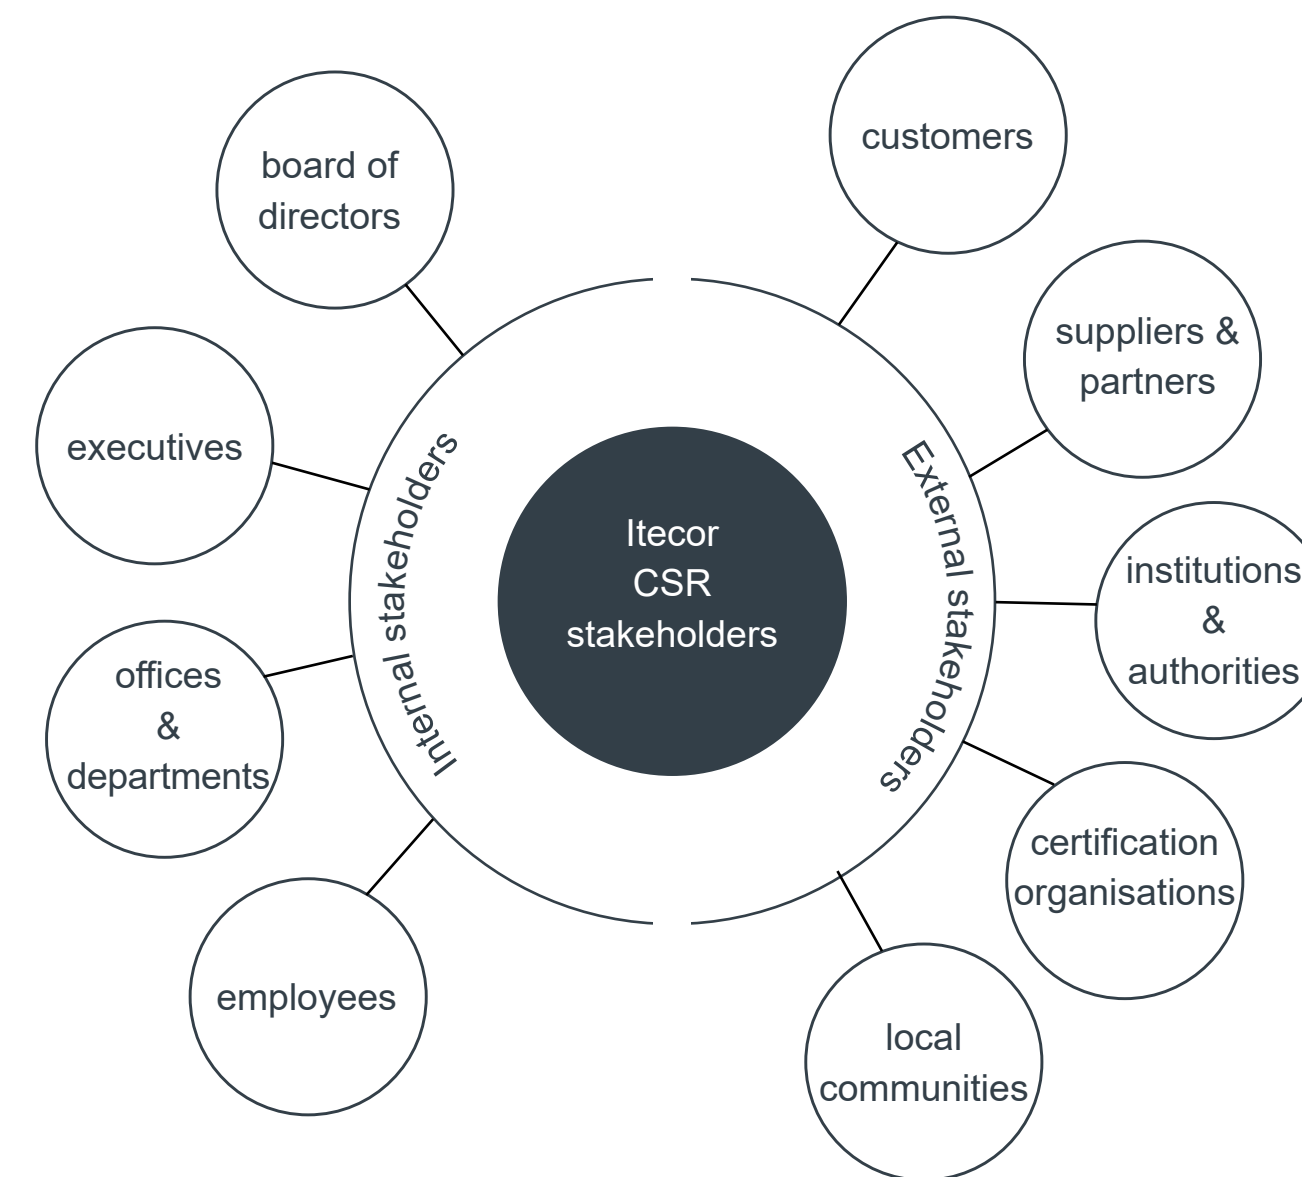 customers
board of
directors
suppliers &
partners
executives
Internal stakeholders
External stakeholders
Itecor
CSR
stakeholders
institutions
&
authorities
offices
&
departments
certification
organisations
employees
local
communities